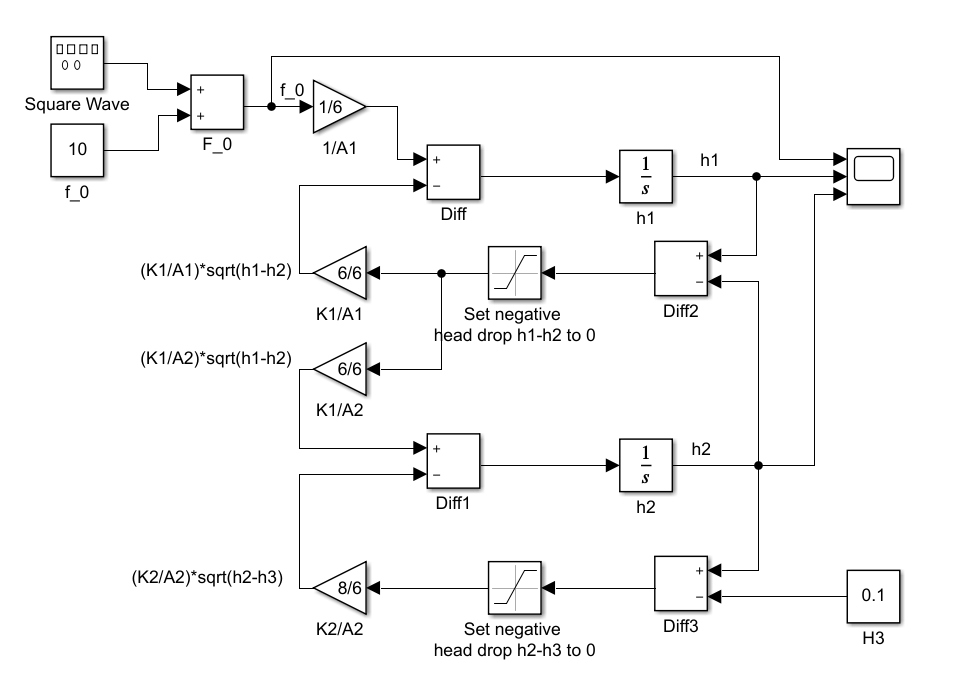 Square Wave
10
f_0
+
+
F_0
f_0
1/6
1/A1
+
−
Diff
1
s
h1
h1
(K1/A1)*sqrt(h1-h2)
6/6
K1/A1
Set negative
head drop h1-h2 to 0
+
−
Diff2
(K1/A2)*sqrt(h1-h2)
6/6
K1/A2
+
−
Diff1
1
s
h2
h2
(K2/A2)*sqrt(h2-h3)
8/6
K2/A2
Set negative
head drop h2-h3 to 0
+
−
Diff3
0.1
H3